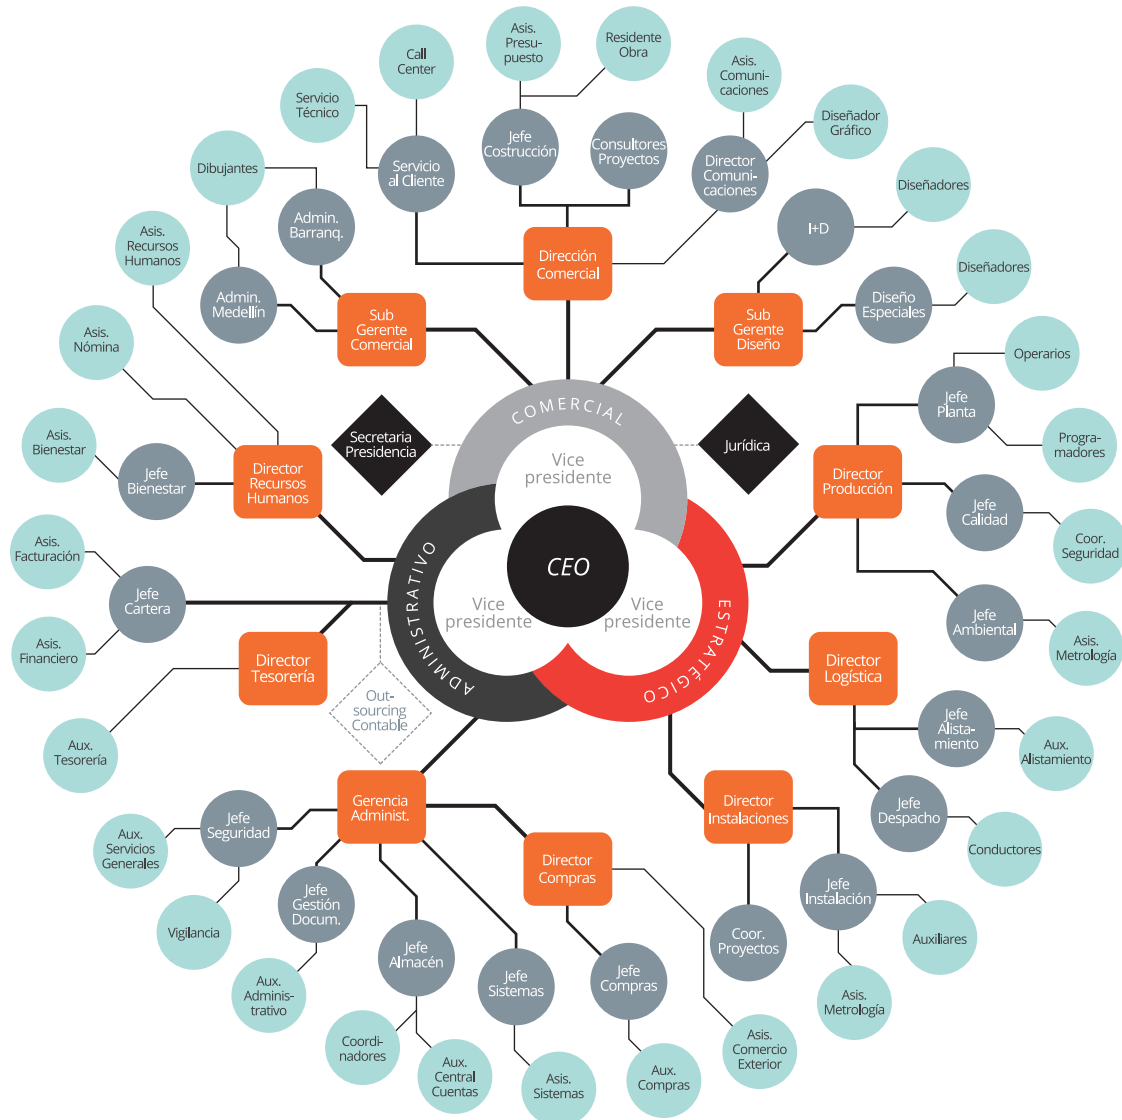 Asis.
Presu-
puesto
Residente
Obra
Call
Center
Asis.
Comuni-
caciones
Servicio
Técnico
Diseñador
Gráfico
Jefe
Costrucción
Consultores
Proyectos
Dibujantes
Servicio
al Cliente
Director
Comuni-
caciones
Diseñadores
Admin.
Barranq.
I+D
Asis.
Recursos
Humanos
Dirección
Comercial
Diseñadores
Admin.
Medellín
Sub
Gerente
Comercial
Sub
Gerente
Diseño
Diseño
Especiales
Asis.
Nómina
Operarios
Jefe
Planta
COMERCIAL
Secretaria
Presidencia
Jurídica
Asis.
Bienestar
Programa-
dores
Jefe
Bienestar
Director
Recursos
Humanos
Vice
presidente
Director
Producción
Jefe
Calidad
Asis.
Facturación
Coor.
Seguridad
CEO
Jefe
Cartera
ADMINISTRATIVO
Vice
presidente
Vice
presidente
ESTRATÉGICO
Jefe
Ambiental
Asis.
Financiero
Asis.
Metrología
Director
Tesorería
Director
Logística
Out-
sourcing
Contable
Jefe
Alista-
miento
Aux.
Tesorería
Aux.
Alistamiento
Gerencia
Administ.
Director
Instalaciones
Jefe
Seguridad
Jefe
Despacho
Aux.
Servicios
Generales
Conductores
Director
Compras
Jefe
Gestión
Docum.
Jefe
Instalación
Vigilancia
Auxiliares
Coor.
Proyectos
Jefe
Almacén
Jefe
Sistemas
Jefe
Compras
Aux.
Adminis-
trativo
Asis.
Metrología
Coordi-
nadores
Asis.
Comercio
Exterior
Aux.
Central
Cuentas
Asis.
Sistemas
Aux.
Compras